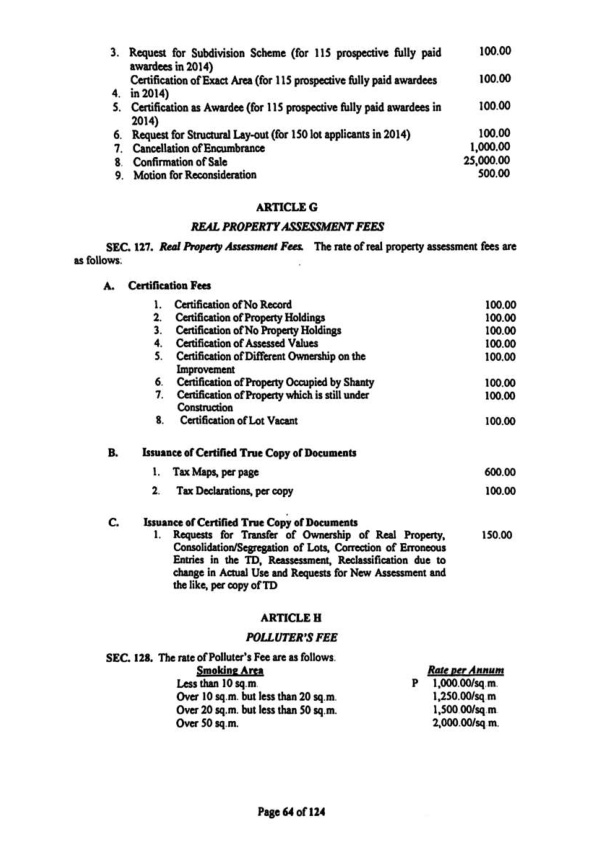 3. Request for Subdivision Scheme (for 115 prospective fully paid 100.00
awardees in 2014)
Certification of Exact Area (for 115 prospective fully paid awardees 100.00
4. in 2014)
5. Certification as Awardee (for 115 prospective fully paid awardees in 100.00
2014)
6. Request for Structural Lay-out (for 150 lot applicants in 2014) 100.00
7. Cancellation of Encumbrance 1,000.00
8. Confirmation of Sale 25,000.00
9. Motion for Reconsideration 500.00
ARTICLE G
REAL PROPERTY ASSESSMENT FEES
SEC. 127. Real Property Assessment Fees. The rate of real property assessment fees are
as follows:
A. Certification Fees
1. Certification of No Record 100.00
2. Certification of Property Holdings 100.00
3. Certification of No Property Holdings 100.00
4. Certification of Assessed Values 100.00
5. Certification of Different Ownership on the 100.00
Improvement
6. Certification of Property Occupied by Shanty 100.00
7. Certification of Property which is still under 100.00
Construction
8. Certification of Lot Vacant 100.00
B. Issuance of Certified True Copy of Documents
1. Tax Maps, per page 600.00
2. Tax Declarations, per copy 100.00
C. Issuance of Certified True Copy of Documents
1. Requests for Transfer of Ownership of Real Property, 150.00
Consolidation/Segregation of Lots, Correction of Erroneous
Entries in the TD, Reassessment, Reclassification due to
change in Actual Use and Requests for New Assessment and
the like, per copy of TD
ARTICLE H
POLLUTER'S FEE
SEC. 128. The rate of Polluter's Fee are as follows.
Smoking Area Rate per Annum
Less than 10 sq.m. P 1,000.00/sq.m.
Over 10 sq.m. but less than 20 sq.m. 1,250.00/sq.m
Over 20 sq.m. but less than 50 sq.m. 1,500.00/sq.m.
Over 50 sq.m. 2,000.00/sq m.
Page 64 of 124